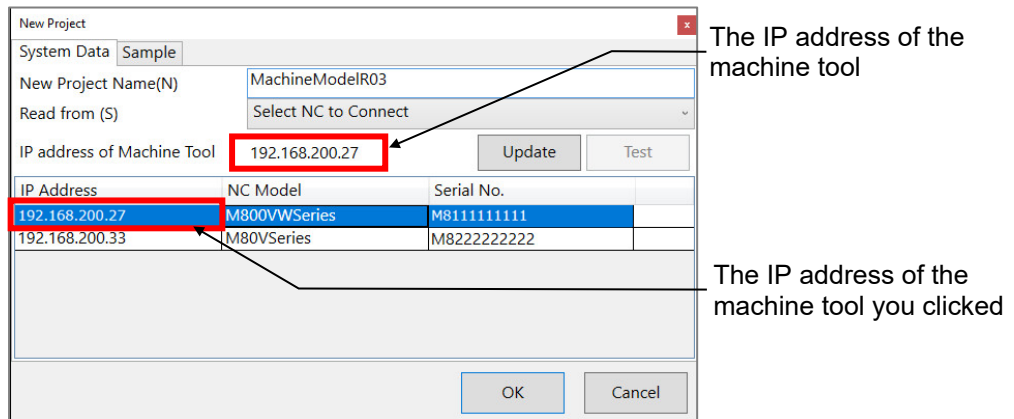 New Project
x
System Data Sample
New Project Name(N) MachineModelR03
Read from (S) Select NC to Connect
IP address of Machine Tool 192.168.200.27 Update Test
IP Address NC Model Serial No.
192.168.200.27 M800VWSeries M8111111111
192.168.200.33 M80VSeries M8222222222
OK Cancel
The IP address of the
machine tool
The IP address of the
machine tool you clicked